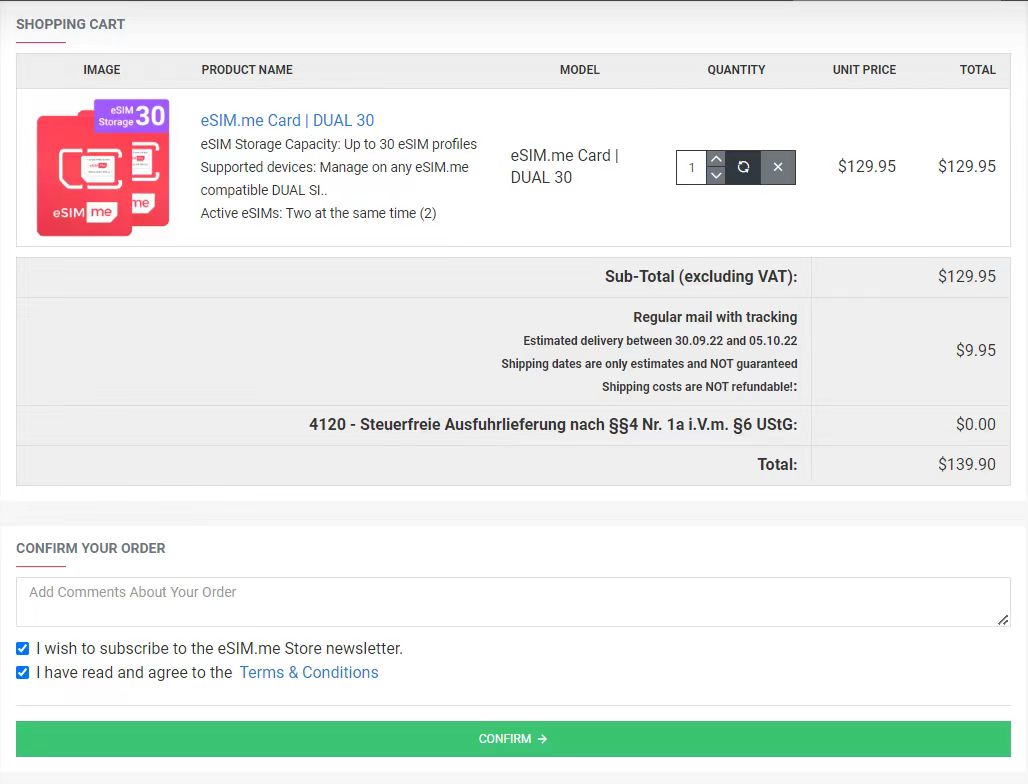 SHOPPING CART
IMAGE PRODUCT NAME MODEL QUANTITY UNIT PRICE TOTAL
eSIM
Storage 30
eSIM me
me
eSIM.me Card | DUAL 30
eSIM Storage Capacity: Up to 30 eSIM profiles
Supported devices: Manage on any eSIM.me
compatible DUAL SI..
Active eSIMs: Two at the same time (2)
eSIM.me Card |
DUAL 30
1
$129.95
$129.95
Sub-Total (excluding VAT): $129.95
Regular mail with tracking
Estimated delivery between 30.09.22 and 05.10.22
Shipping dates are only estimates and NOT guaranteed
Shipping costs are NOT refundable!:
$9.95
4120 - Steuerfreie Ausfuhrlieferung nach §§4 Nr. 1a i.V.m. §6 UStG: $0.00
Total: $139.90
CONFIRM YOUR ORDER
Add Comments About Your Order
I wish to subscribe to the eSIM.me Store newsletter.
I have read and agree to the Terms & Conditions
CONFIRM →